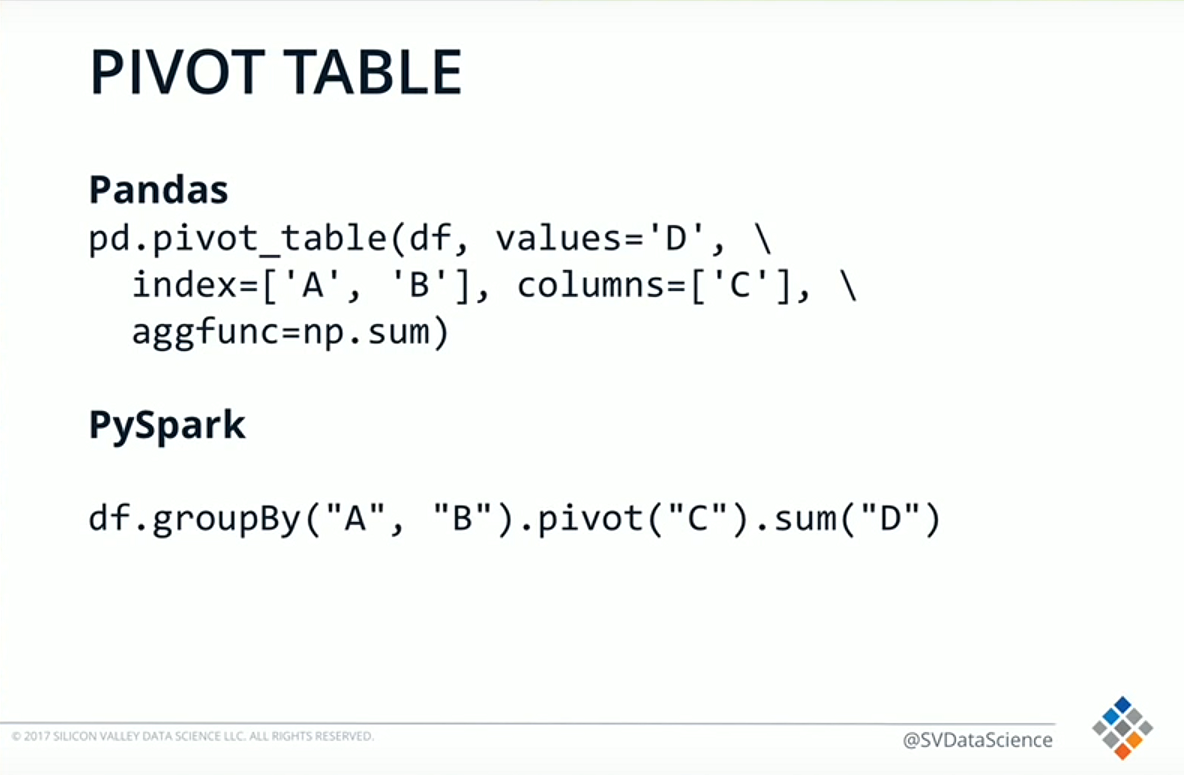 PIVOT TABLE
Pandas
pd.pivot_table(df, values='D', \
index=['A', 'B'], columns=['C'], \
aggfunc=np.sum)
PySpark
df.groupBy("A", "B").pivot("C").sum("D")
© 2017 SILICON VALLEY DATA SCIENCE LLC. ALL RIGHTS RESERVED.
@SVDataScience